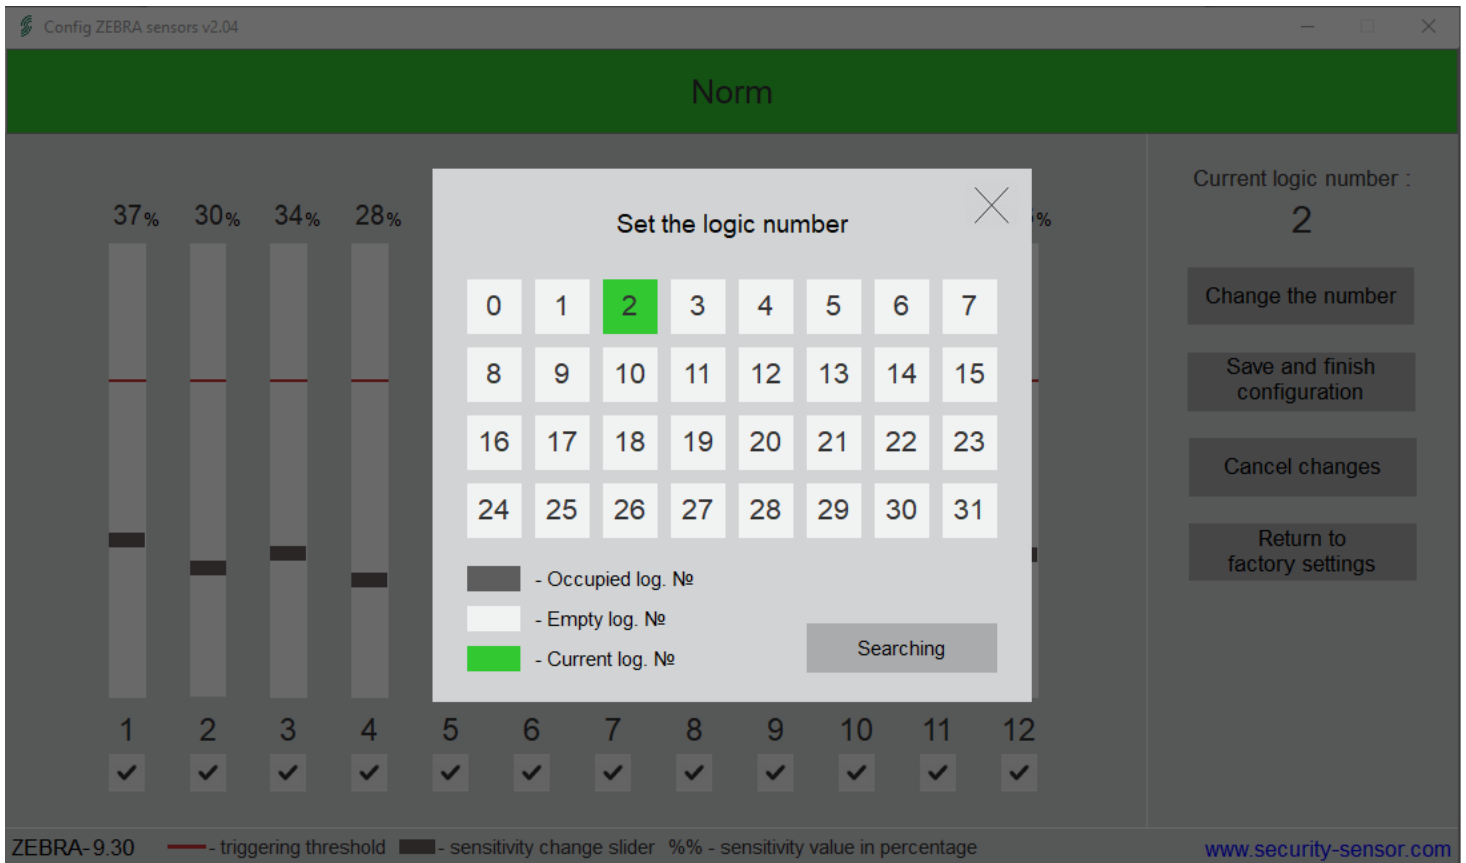 Config ZEBRA sensors v2.04
Norm
37% 30% 34% 28% %
Set the logic number
0 1 2 3 4 5 6 7
8 9 10 11 12 13 14 15
16 17 18 19 20 21 22 23
24 25 26 27 28 29 30 31
- Occupied log. №
- Empty log. №
- Current log. №
Searching
Current logic number :
2
Change the number
Save and finish
configuration
Cancel changes
Return to
factory settings
1 2 3 4 5 6 7 8 9 10 11 12
ZEBRA-9.30 - triggering threshold - sensitivity change slider %% - sensitivity value in percentage www.security-sensor.com